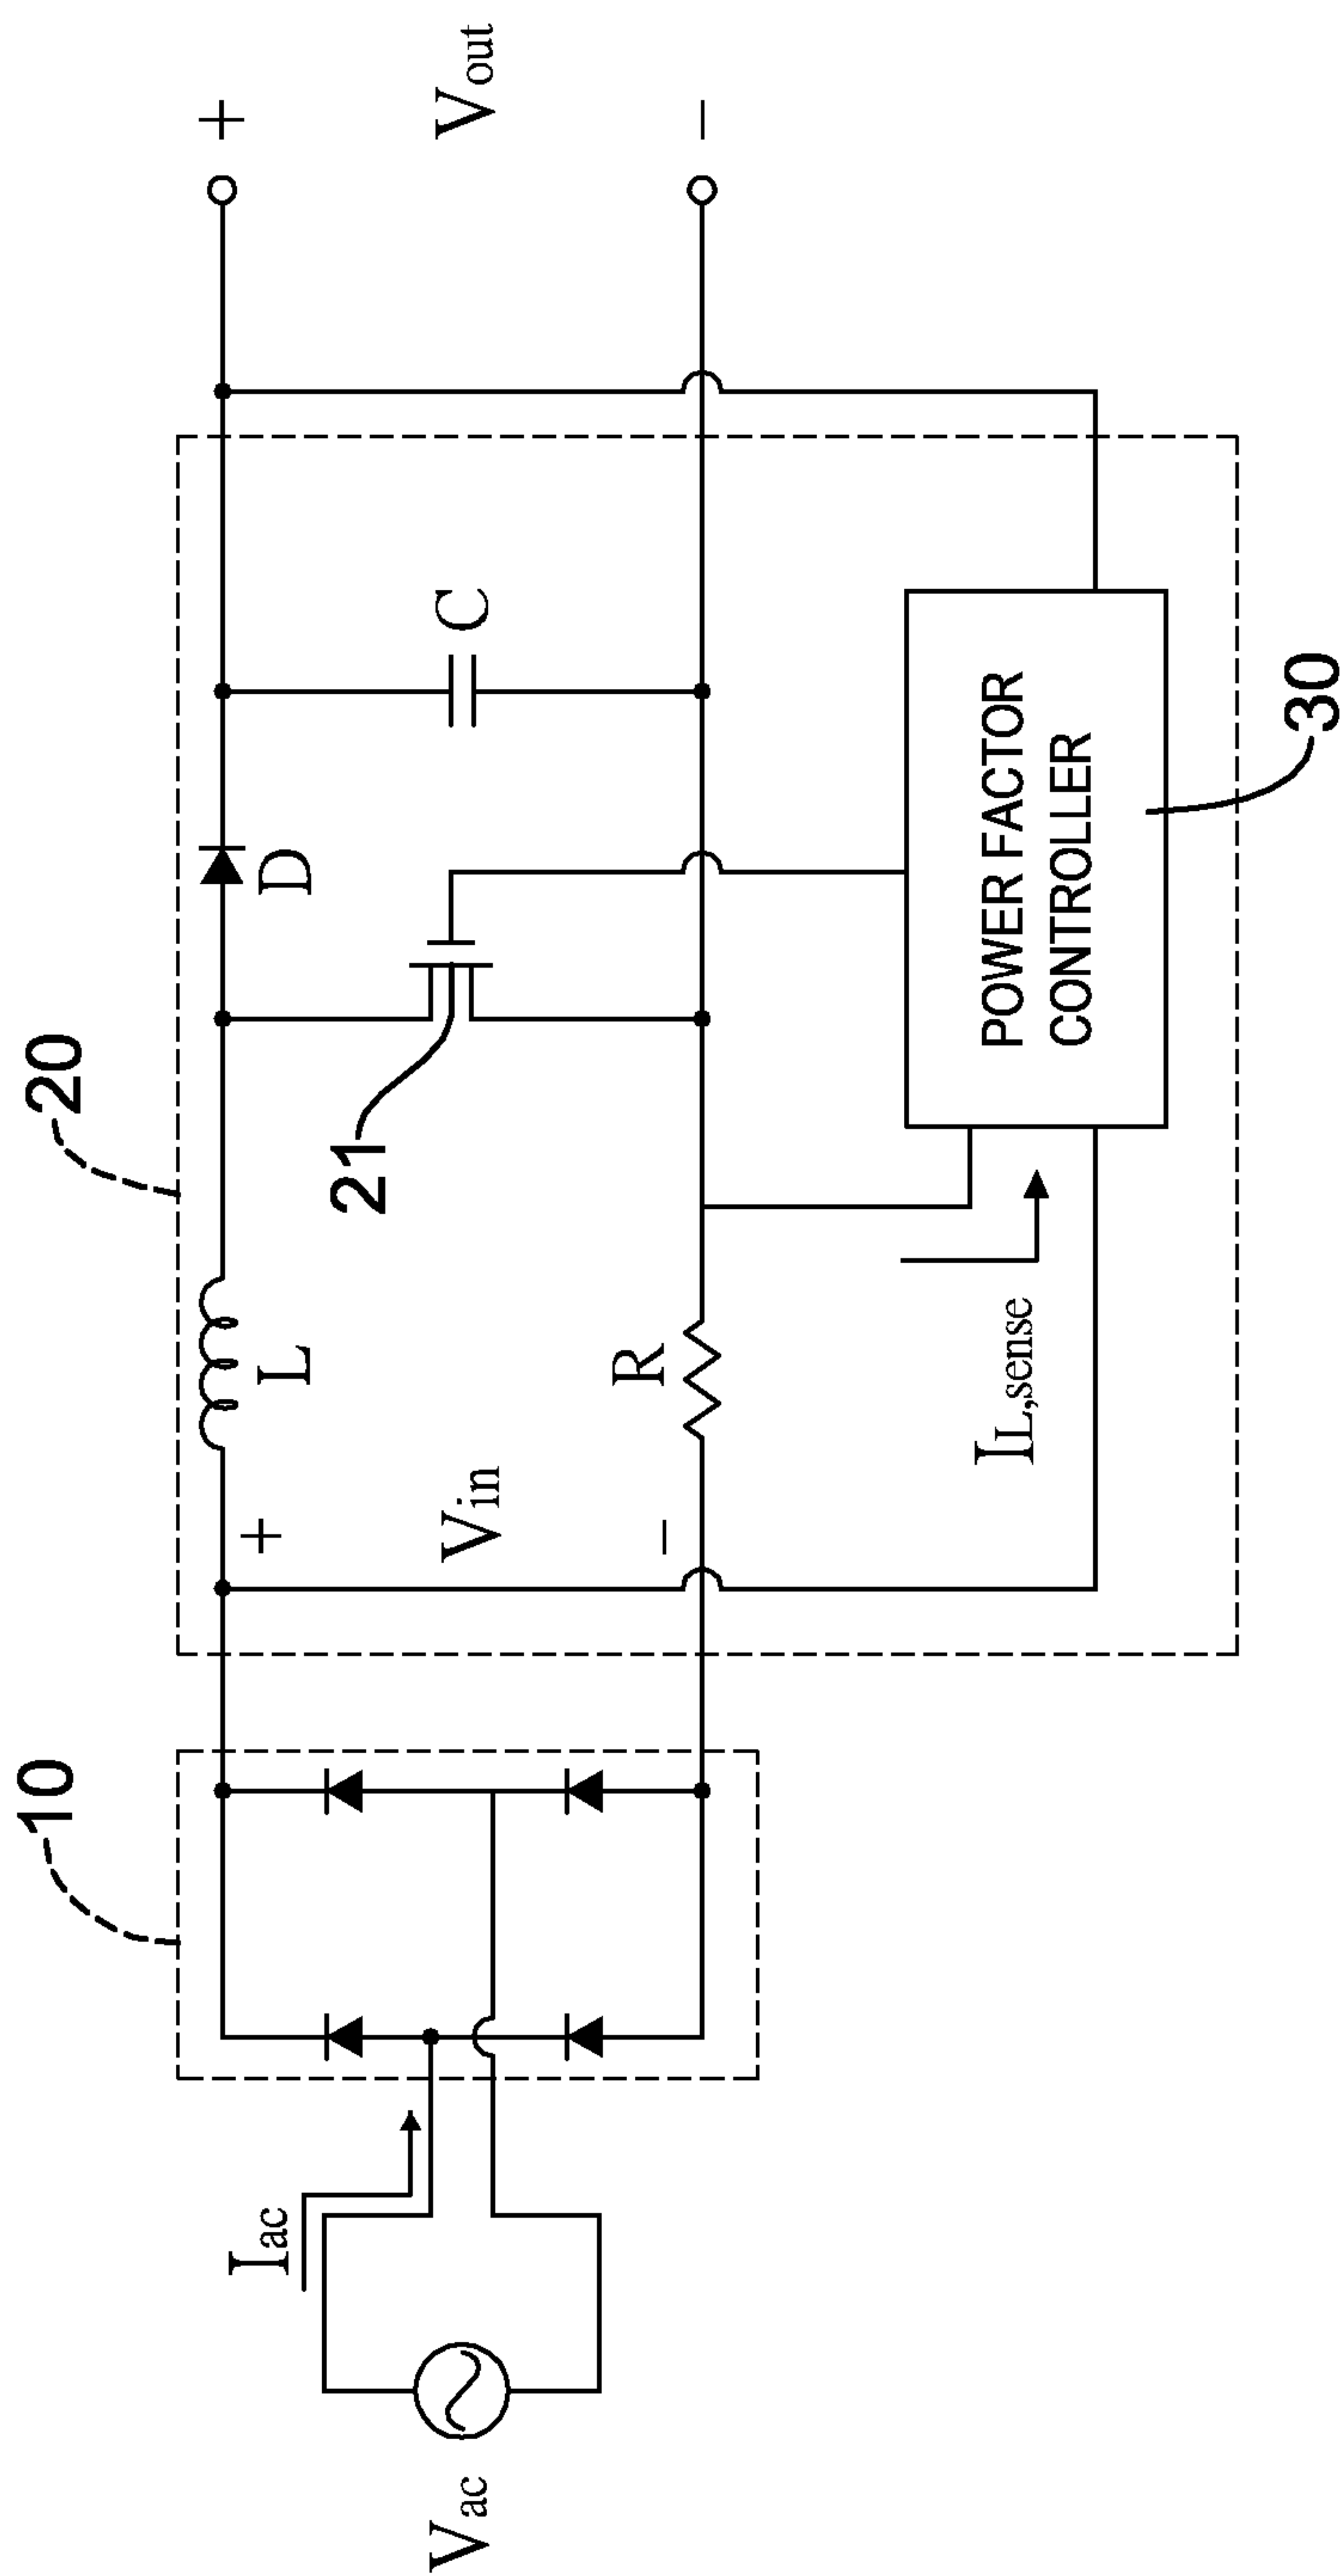 10
20
Vac
Iac
+
Vin
−
L
R
21
D
C
IL,sense
POWER FACTOR
CONTROLLER
30
+
Vout
−